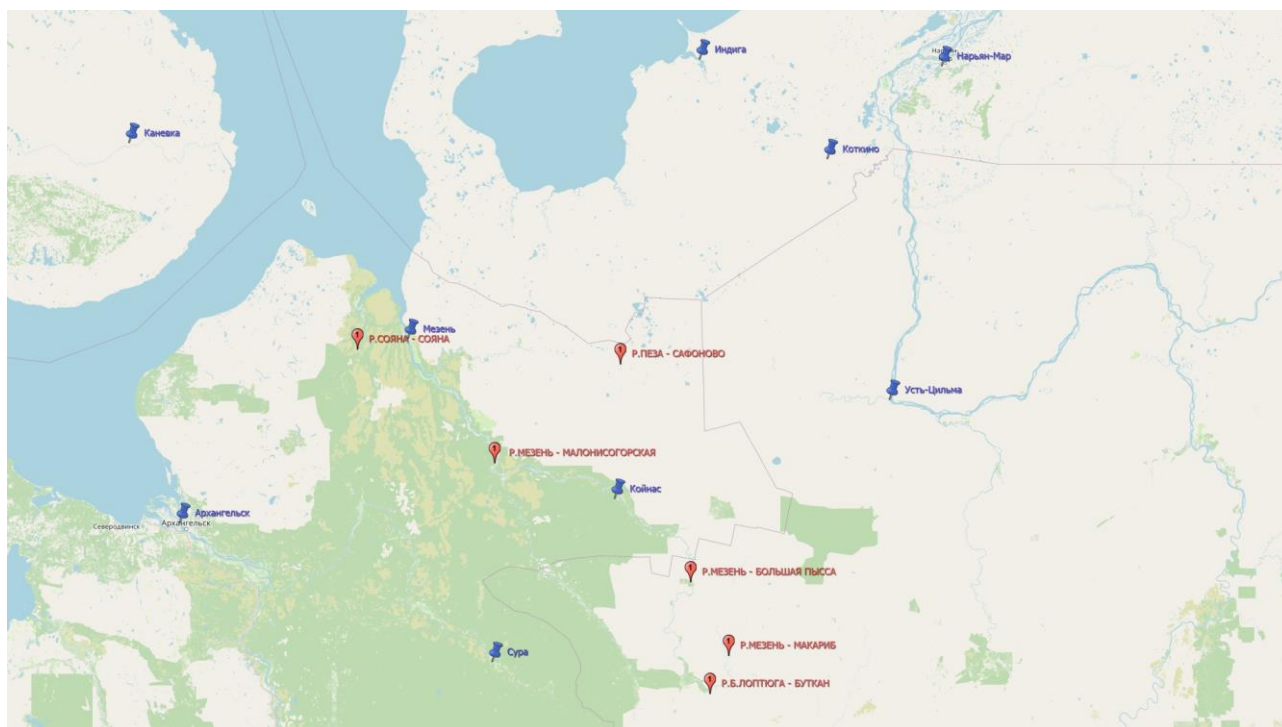 Индига
Нарьян-Мар
Каневка
Коткино
Мезень
Р.СОЯНА - СОЯНА
Р.ПЕЗА - САФОНОВО
Усть-Цильма
Р.МЕЗЕНЬ - МАЛОНИСОГОРСКАЯ
Койнас
Архангельск
Северодвинск
Архангельск
Р.МЕЗЕНЬ - БОЛЬШАЯ ПЫССА
Р.МЕЗЕНЬ - МАКАРИБ
Сура
Р.Б.ЛОПТЮГА - БУТКАН